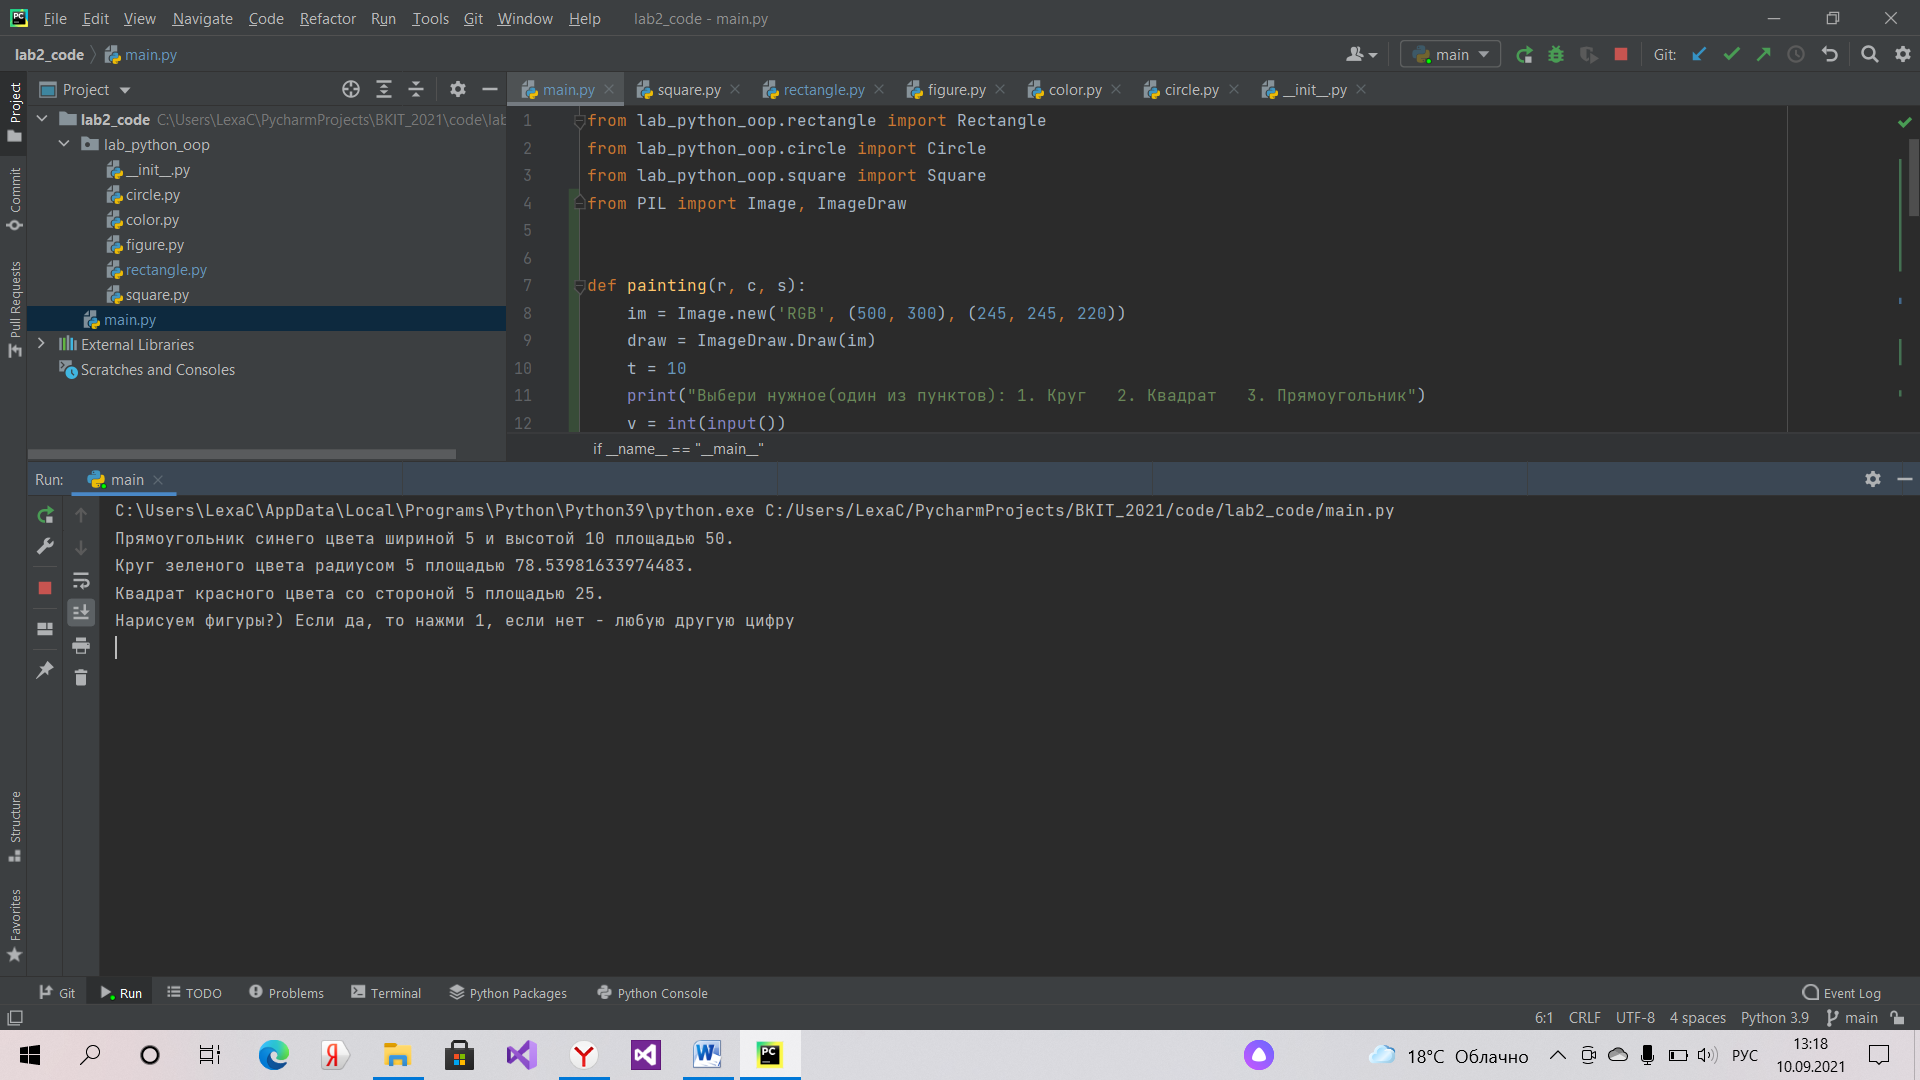 File Edit View Navigate Code Refactor Run Tools Git Window Help lab2_code - main.py
lab2_code main.py
main Git:
Project
main.py square.py rectangle.py figure.py color.py circle.py __init__.py
lab2_code C:\Users\LexaC\PycharmProjects\BKIT_2021\code\lab
lab_python_oop
__init__.py
circle.py
color.py
figure.py
rectangle.py
square.py
main.py
External Libraries
Scratches and Consoles
Project
Commit
Pull Requests
1 from lab_python_oop.rectangle import Rectangle
2 from lab_python_oop.circle import Circle
3 from lab_python_oop.square import Square
4 from PIL import Image, ImageDraw
5
6
7 def painting(r, c, s):
8 im = Image.new('RGB', (500, 300), (245, 245, 220))
9 draw = ImageDraw.Draw(im)
10 t = 10
11 print("Выбери нужное(один из пунктов): 1. Круг 2. Квадрат 3. Прямоугольник")
12 v = int(input())
if __name__ == "__main__"
Run: main
C:\Users\LexaC\AppData\Local\Programs\Python\Python39\python.exe C:/Users/LexaC/PycharmProjects/BKIT_2021/code/lab2_code/main.py
Прямоугольник синего цвета шириной 5 и высотой 10 площадью 50.
Круг зеленого цвета радиусом 5 площадью 78.53981633974483.
Квадрат красного цвета со стороной 5 площадью 25.
Нарисуем фигуры?) Если да, то нажми 1, если нет - любую другую цифру
Structure
Favorites
Git Run TODO Problems Terminal Python Packages Python Console Event Log
6:1 CRLF UTF-8 4 spaces Python 3.9 main
18°C Облачно РУС
13:18
10.09.2021